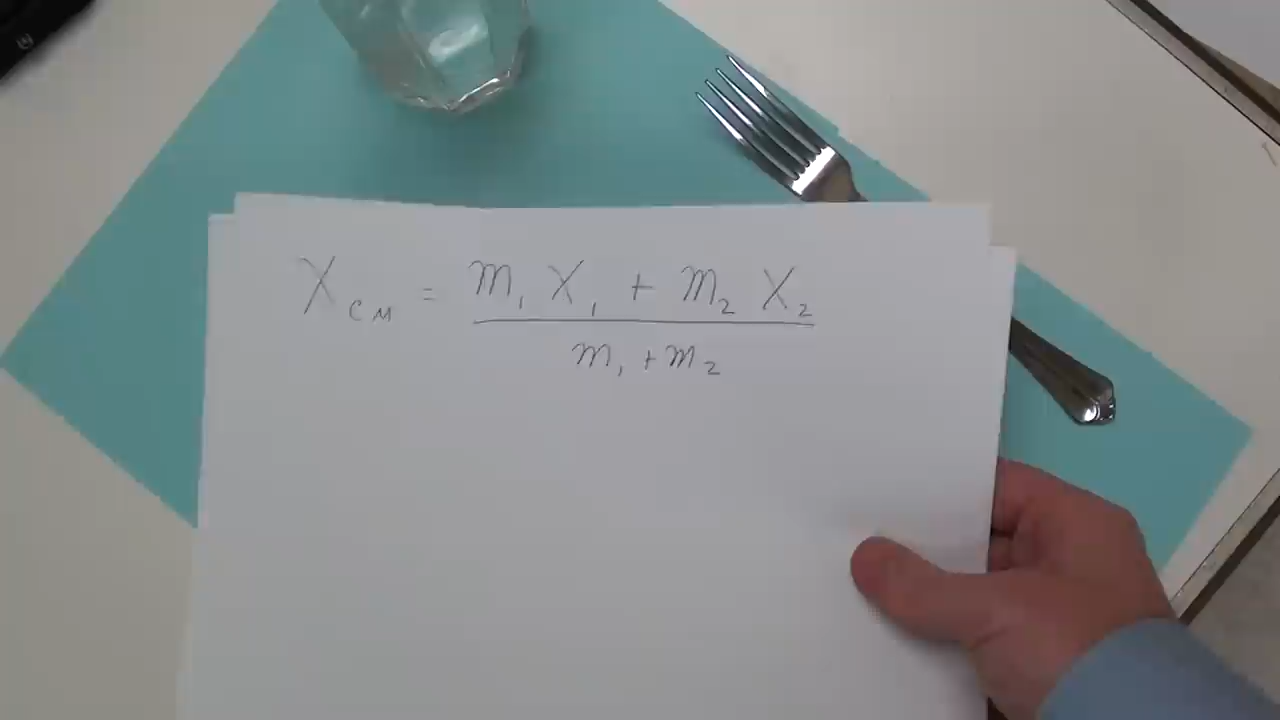 X_CM = m_1 X_1 + m_2 X_2
m_1 + m_2